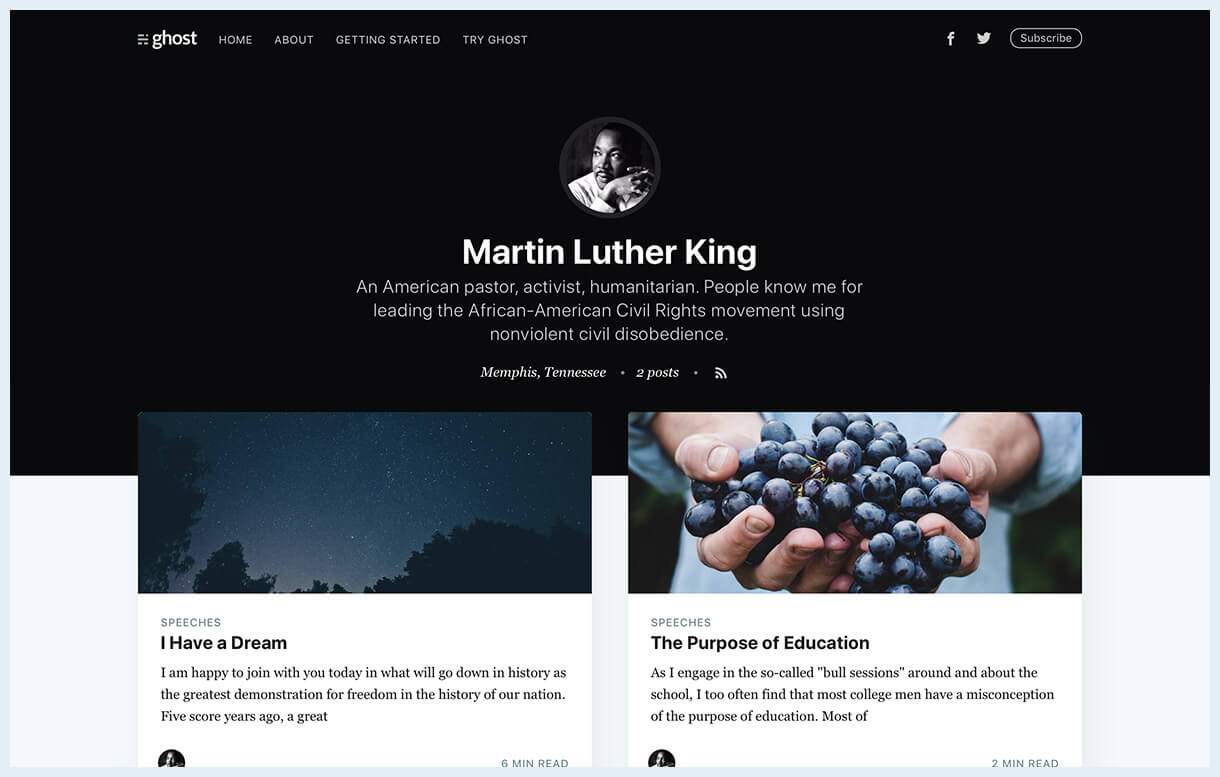 ghost HOME ABOUT GETTING STARTED TRY GHOST Subscribe
Martin Luther King
An American pastor, activist, humanitarian. People know me for
leading the African-American Civil Rights movement using
nonviolent civil disobedience.
Memphis, Tennessee • 2 posts •
SPEECHES
I Have a Dream
I am happy to join with you today in what will go down in history as
the greatest demonstration for freedom in the history of our nation.
Five score years ago, a great
6 MIN READ
SPEECHES
The Purpose of Education
As I engage in the so-called "bull sessions" around and about the
school, I too often find that most college men have a misconception
of the purpose of education. Most of
2 MIN READ